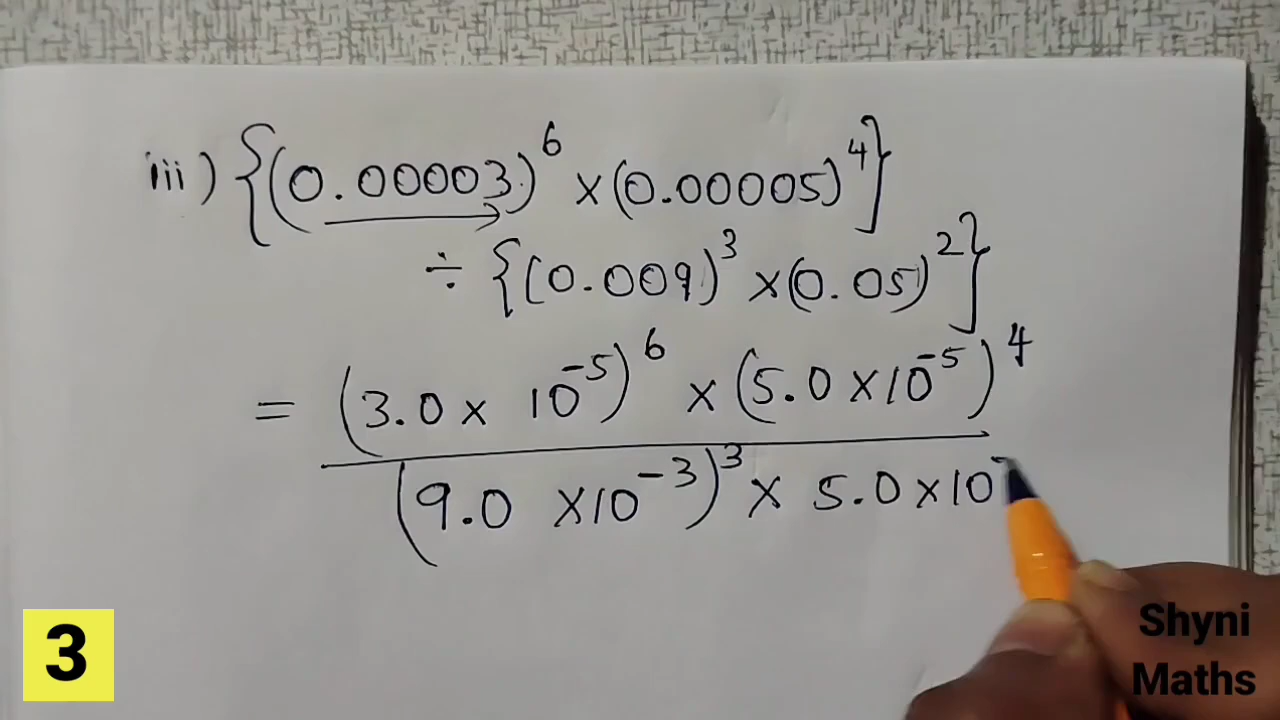 iii) {(0.00003)^6 × (0.00005)^4}
÷ {(0.009)^3 × (0.05)^2}
= (3.0 × 10^-5)^6 × (5.0 × 10^-5)^4
(9.0 × 10^-3)^3 × 5.0 × 10
3
Shyni
Maths